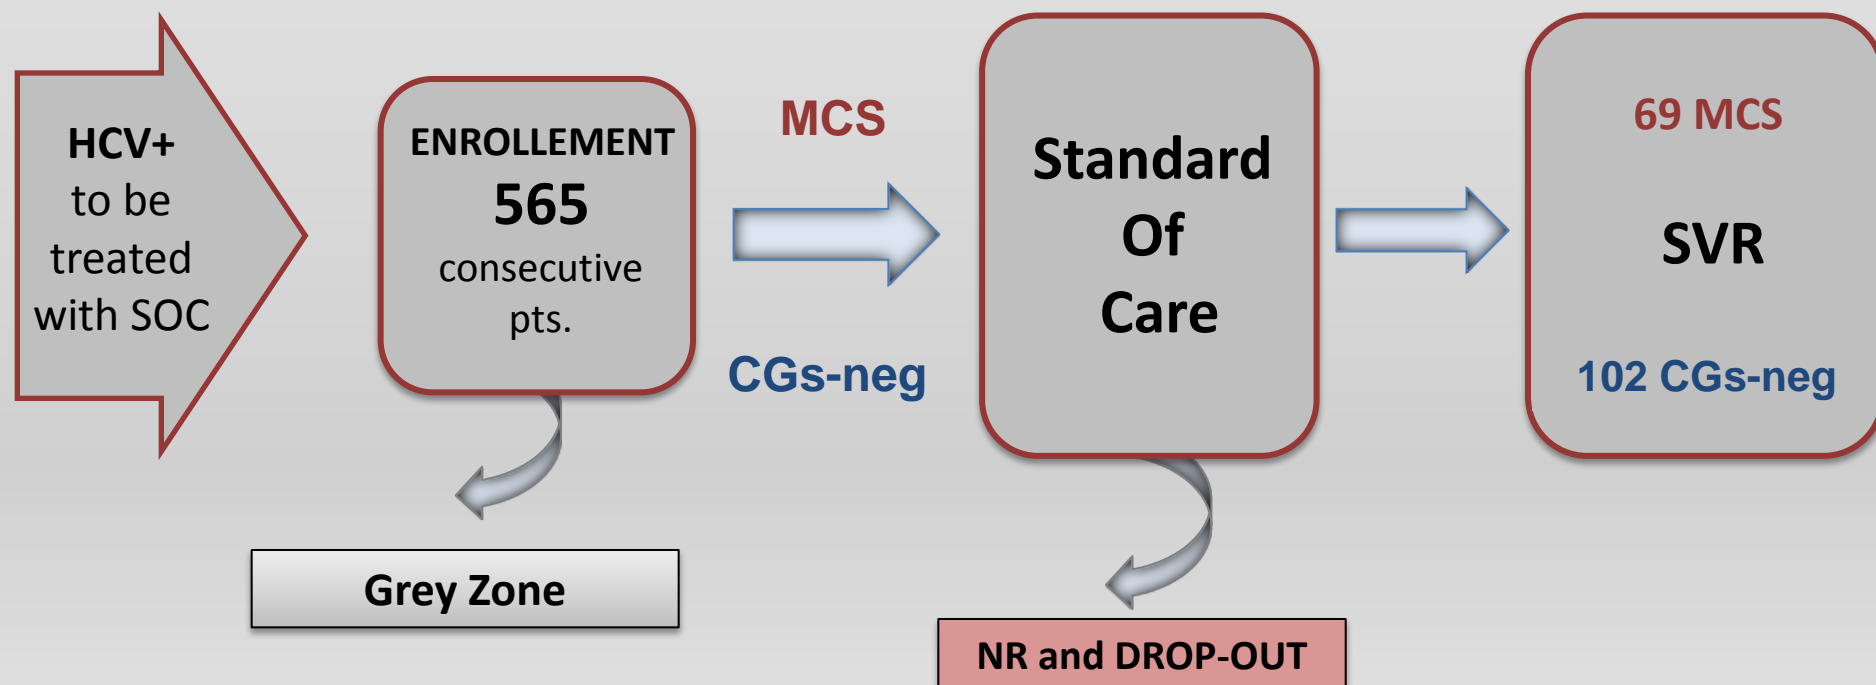 HCV+
to be
treated
with SOC
ENROLLEMENT
565
consecutive
pts.
MCS
CGs-neg
Standard
Of
Care
69 MCS
SVR
102 CGs-neg
Grey Zone
NR and DROP-OUT